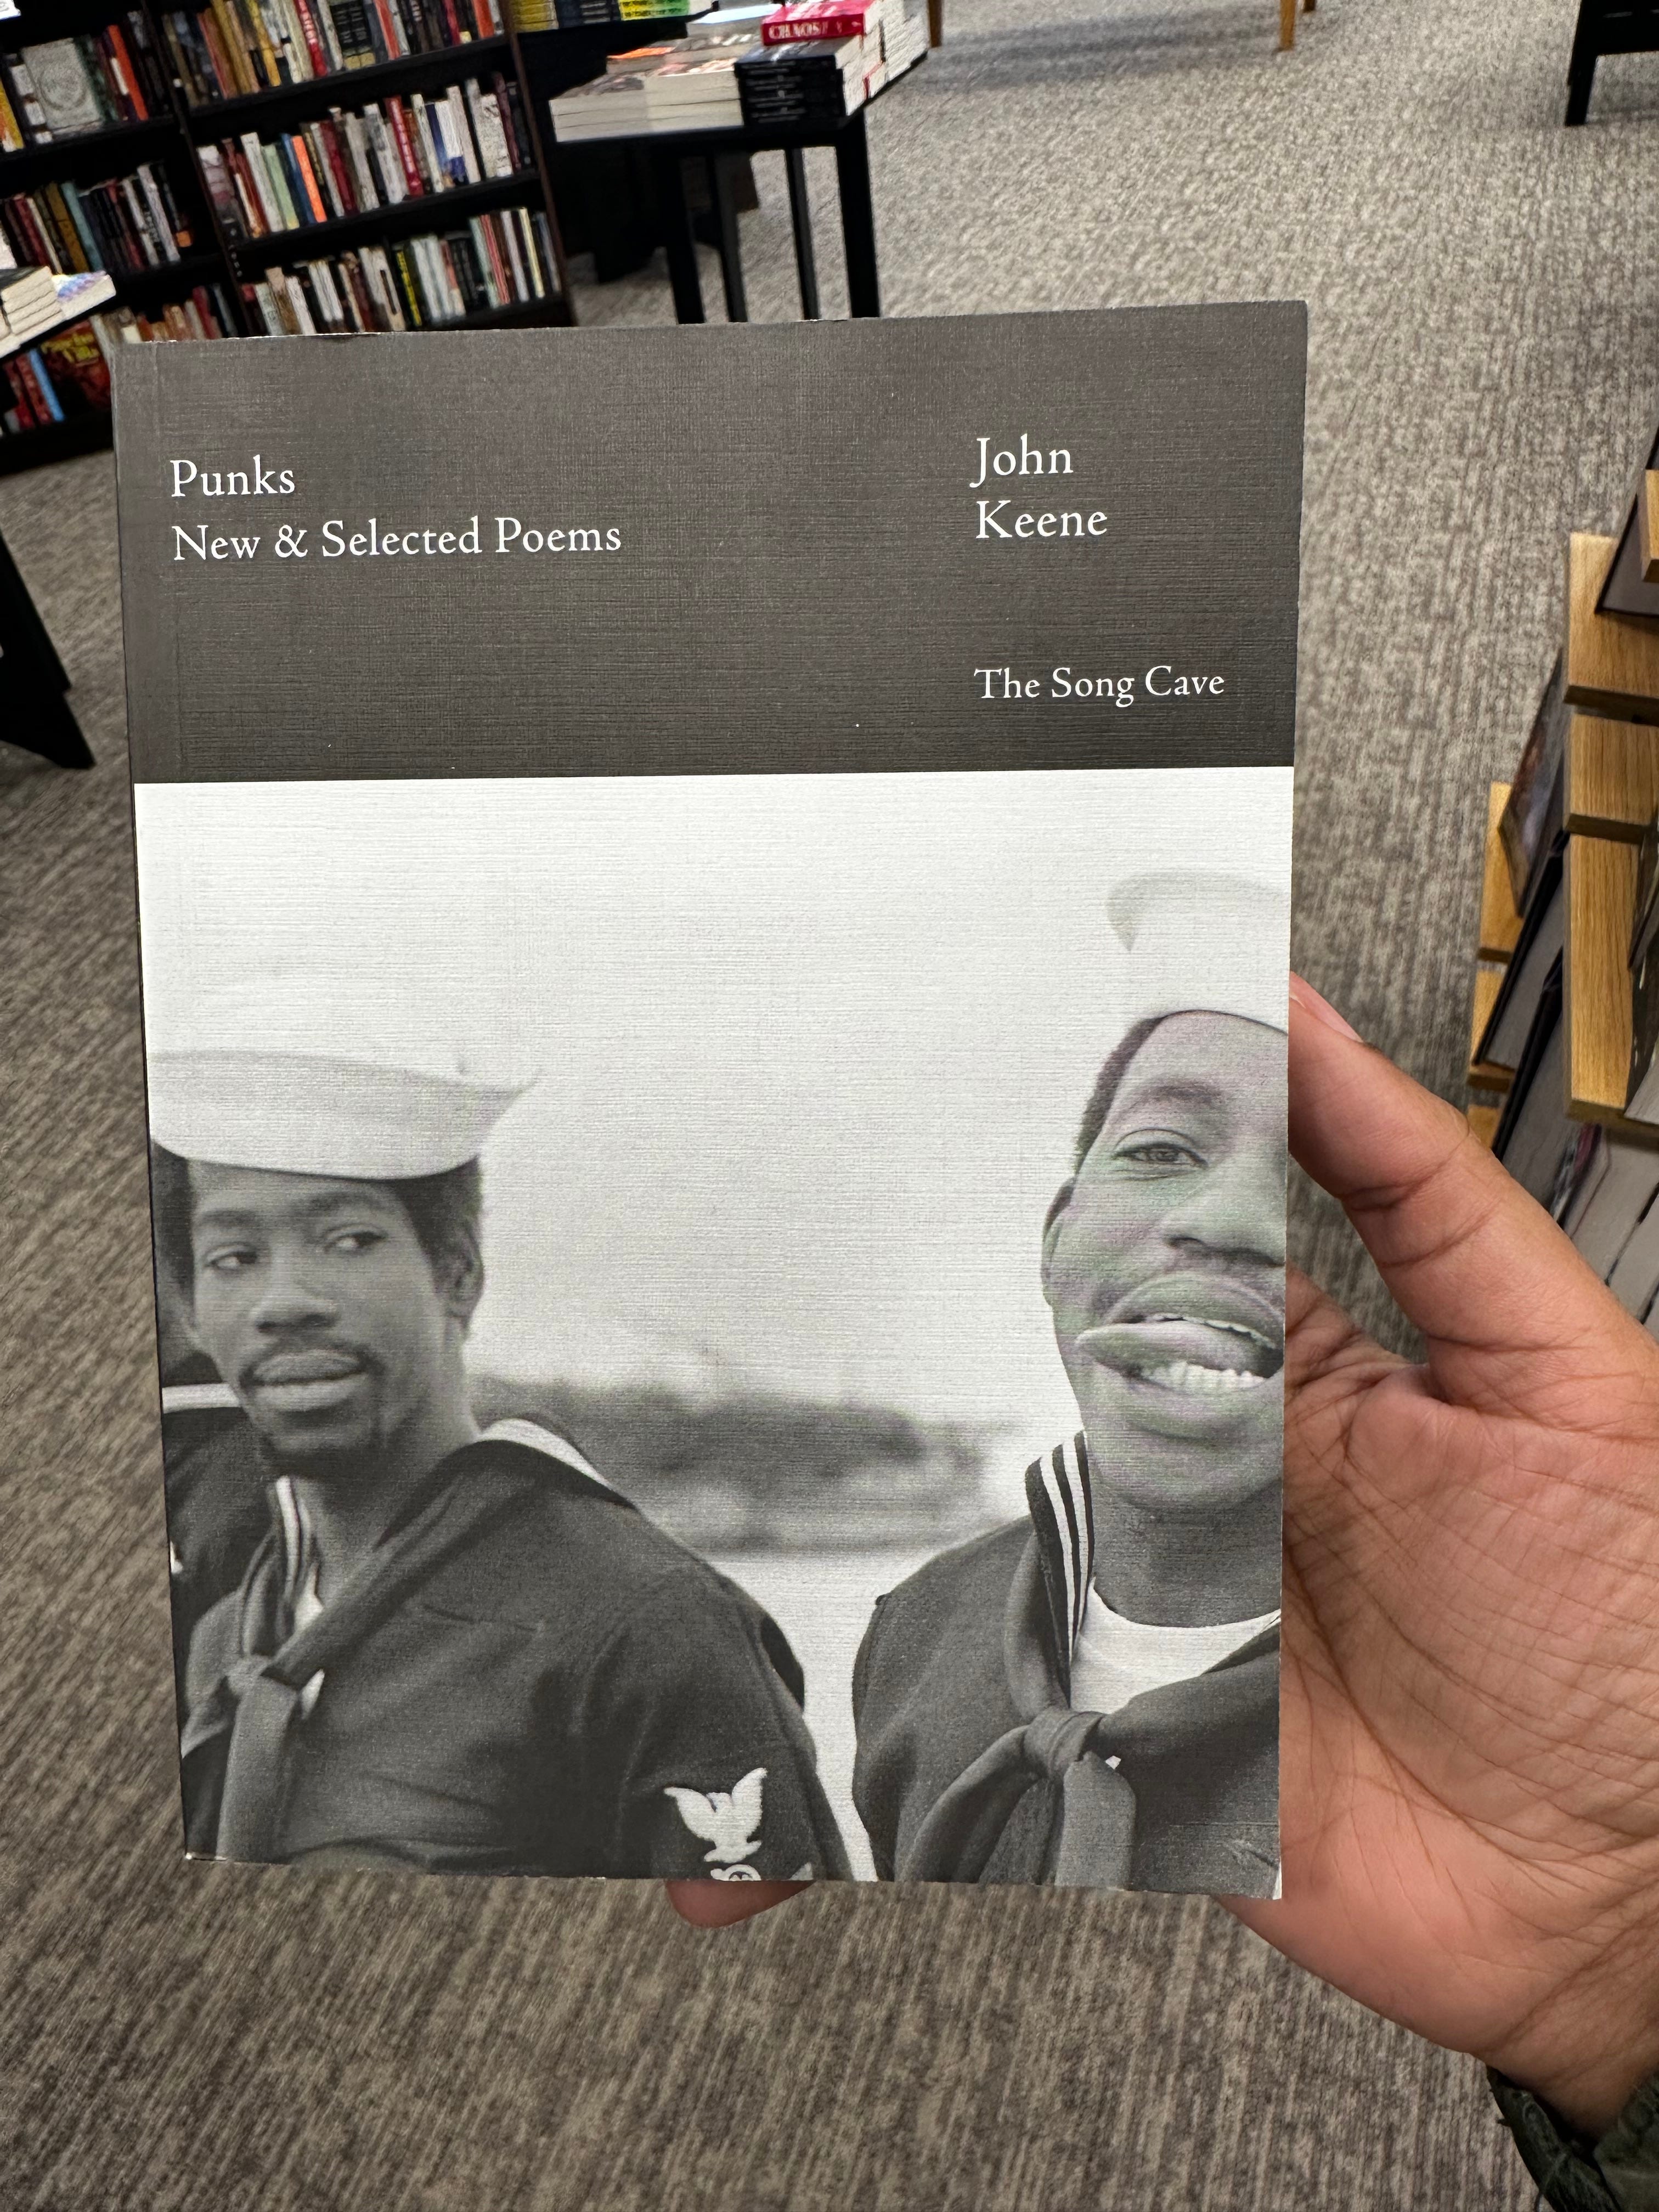 CHAOS
Punks
New & Selected Poems
John
Keene
The Song Cave